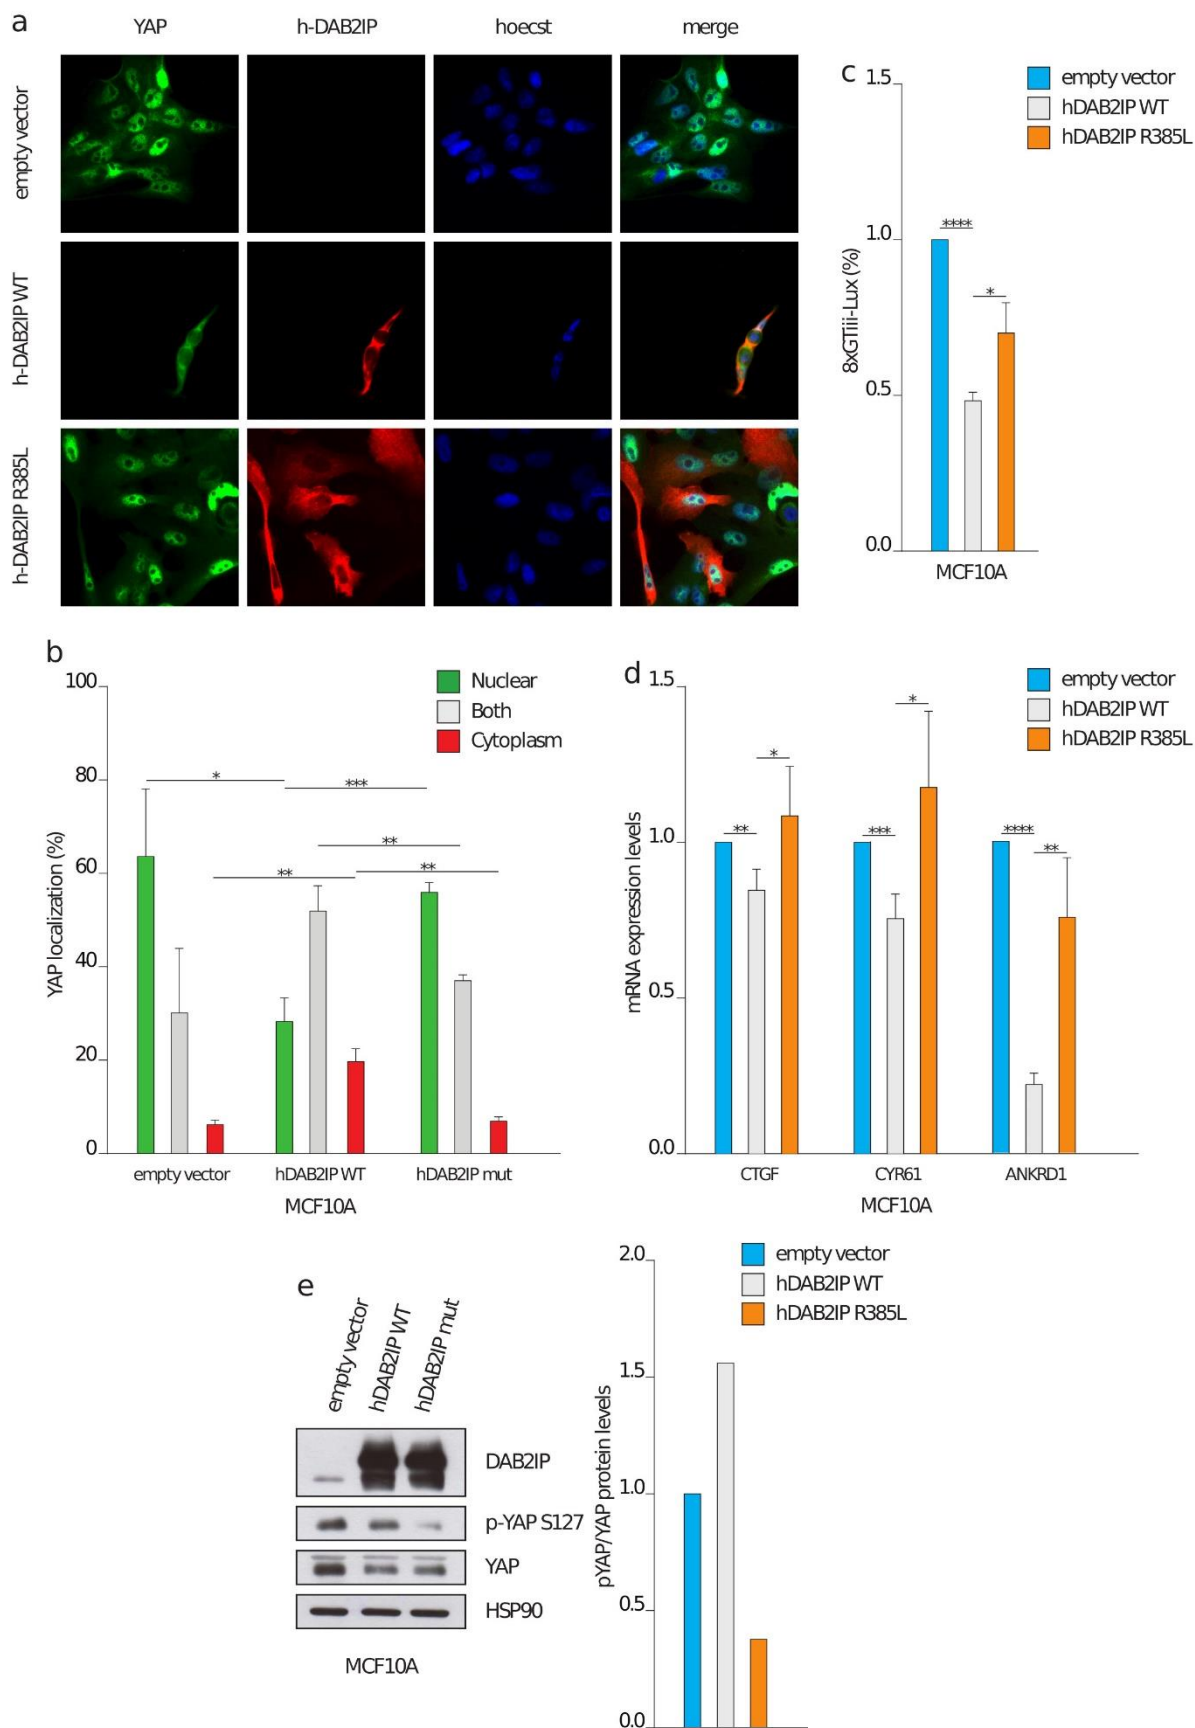 a
YAP h-DAB2IP hoecst merge
empty vector
h-DAB2IP WT
h-DAB2IP R385L
c
empty vector
hDAB2IP WT
hDAB2IP R385L
1.5
1.0
0.5
0.0
8xGTiii-Lux (%)
****
*
MCF10A
b
Nuclear
Both
Cytoplasm
100
80
60
40
20
0
YAP localization (%)
*
***
**
**
**
empty vector hDAB2IP WT hDAB2IP mut
MCF10A
d
empty vector
hDAB2IP WT
hDAB2IP R385L
1.5
1.0
0.5
0.0
mRNA expression levels
**
*
***
*
****
**
CTGF CYR61 ANKRD1
MCF10A
e
empty vector
hDAB2IP WT
hDAB2IP mut
DAB2IP
p-YAP S127
YAP
HSP90
MCF10A
empty vector
hDAB2IP WT
hDAB2IP R385L
2.0
1.5
1.0
0.5
0.0
pYAP/YAP protein levels